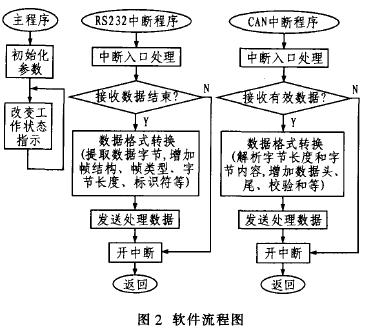 主程序
初始化
参数
改变工
作状态
指示
RS232中断程序
中断入口处理
接收数据结束?
N
Y
数据格式转换
(提取数据字节,增加
帧结构、帧类型、字
节长度、标识符等)
发送处理数据
开中断
返回
CAN中断程序
中断入口处理
接收有效数据?
N
Y
数据格式转换
(解析字节长度和字
节内容,增加数据头、
尾、校验和等)
发送处理数据
开中断
返回
图 2 软件流程图